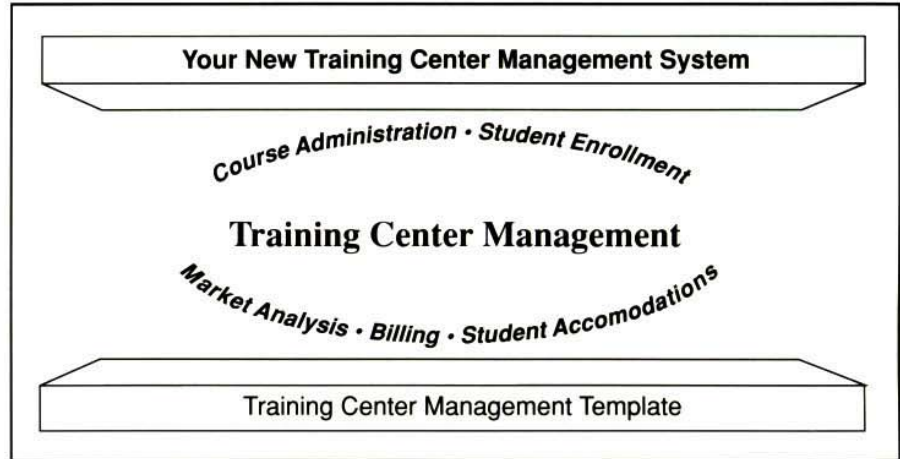 Your New Training Center Management System
Course Administration • Student Enrollment
Training Center Management
Market Analysis • Billing • Student Accomodations
Training Center Management Template